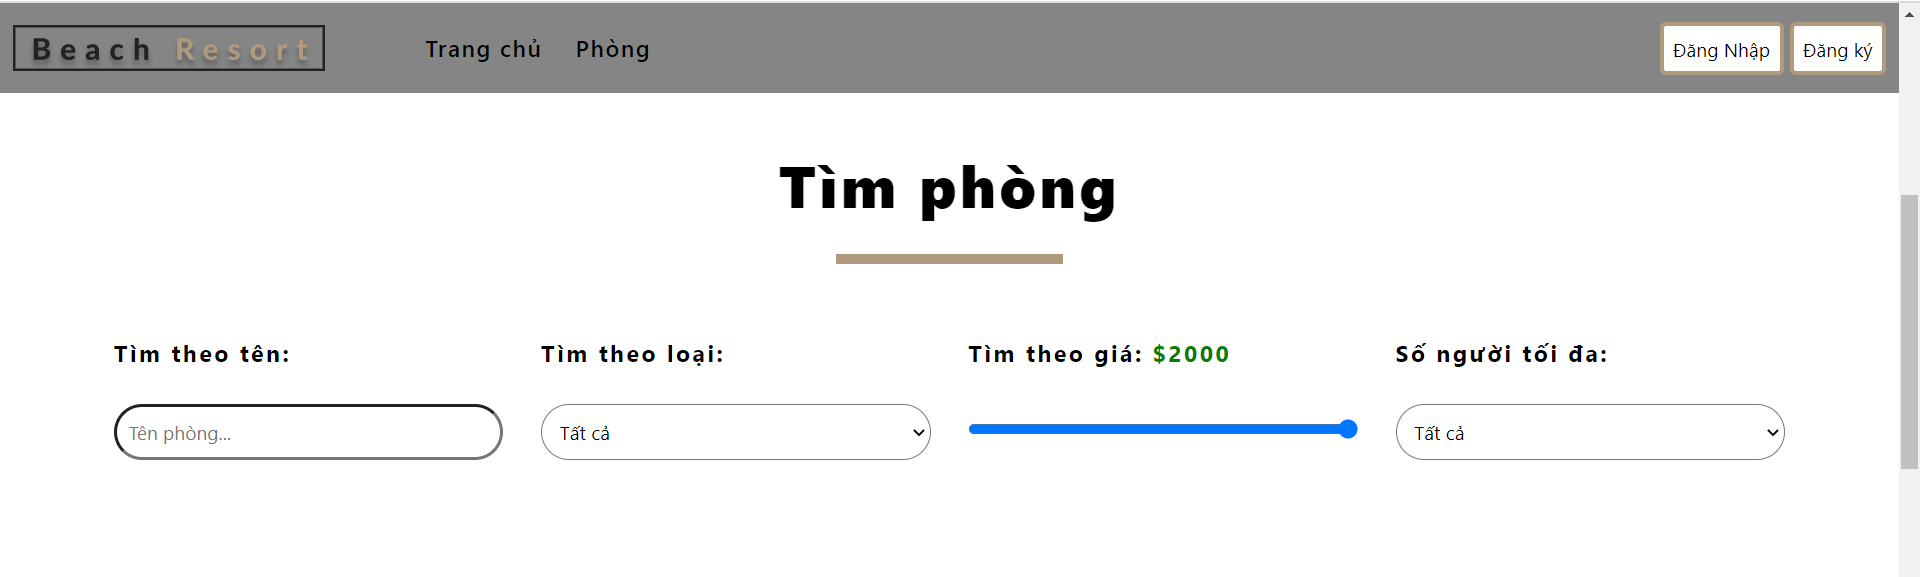 Beach Resort Trang chủ Phòng Đăng Nhập Đăng ký
Tìm phòng
Tìm theo tên: Tìm theo loại: Tìm theo giá: $2000 Số người tối đa:
Tên phòng... Tất cả Tất cả